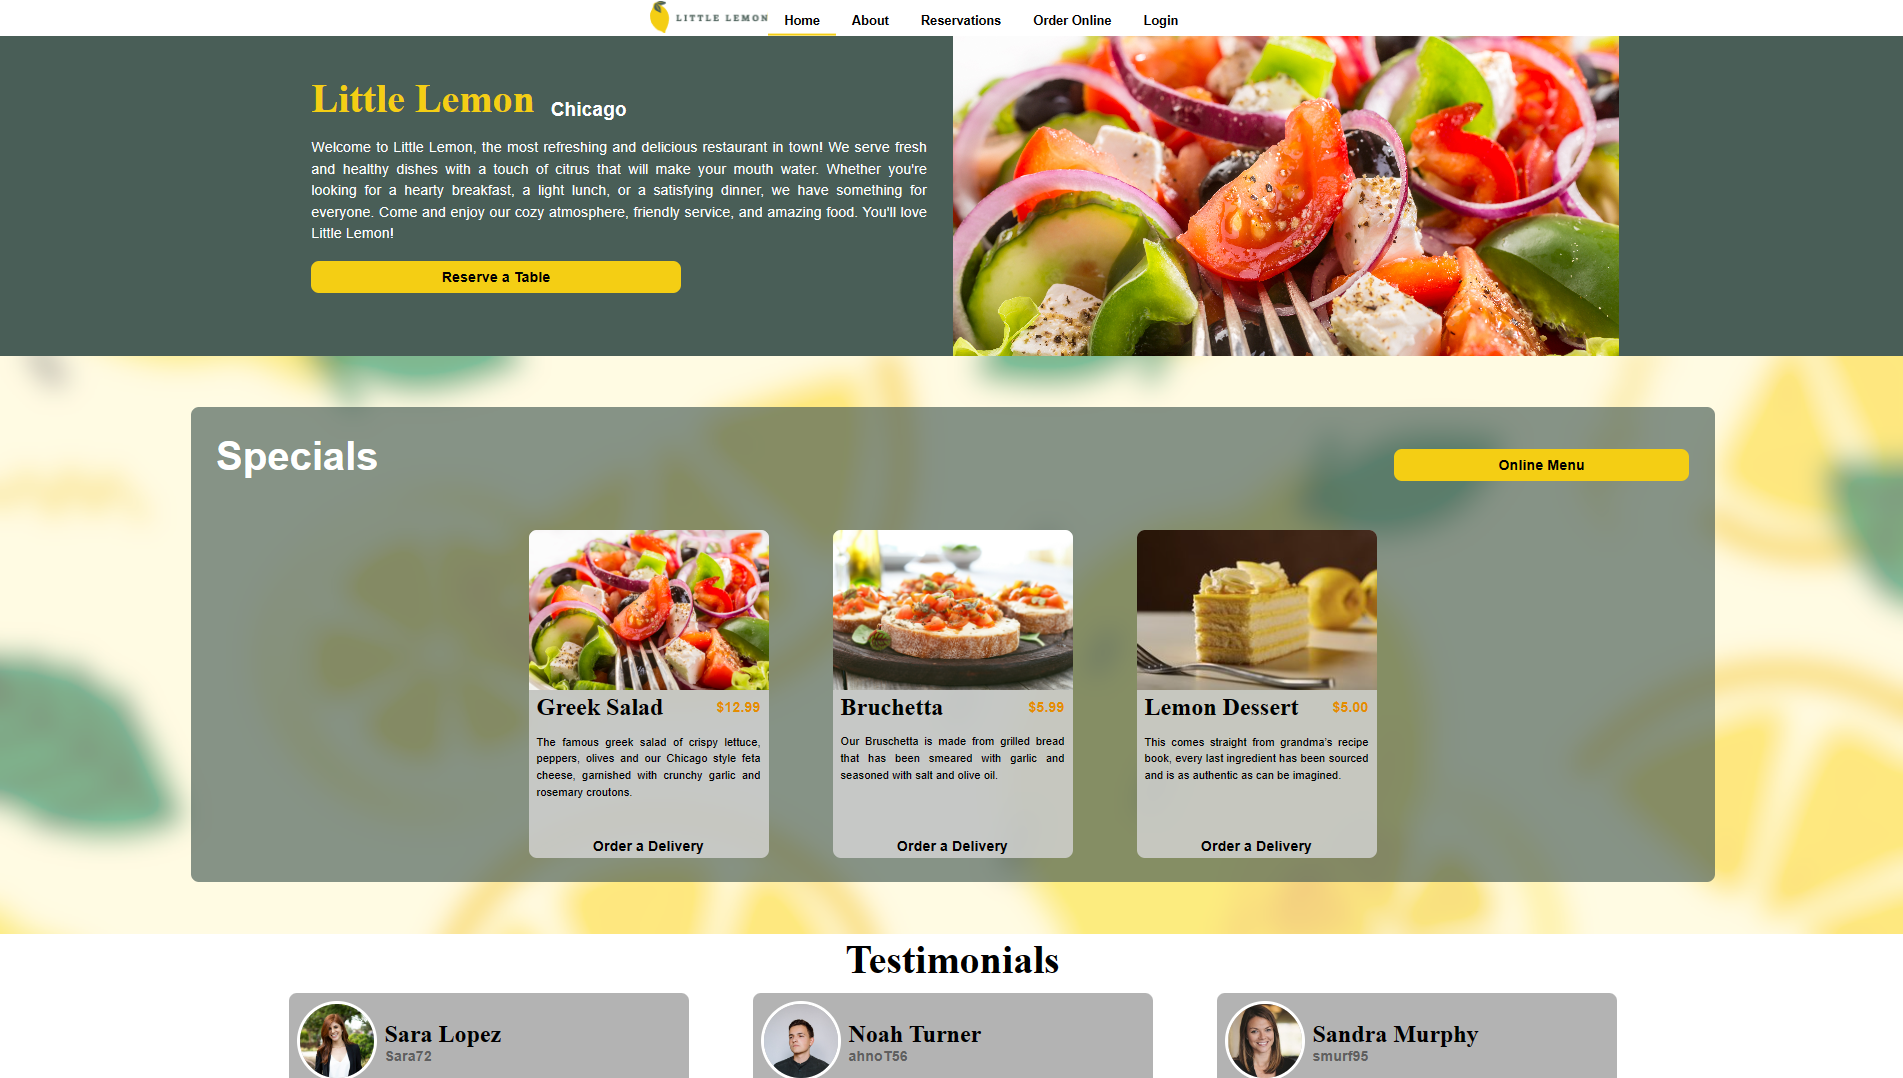 LITTLE LEMON
Home About Reservations Order Online Login
Little Lemon Chicago
Welcome to Little Lemon, the most refreshing and delicious restaurant in town! We serve fresh
and healthy dishes with a touch of citrus that will make your mouth water. Whether you're
looking for a hearty breakfast, a light lunch, or a satisfying dinner, we have something for
everyone. Come and enjoy our cozy atmosphere, friendly service, and amazing food. You'll love
Little Lemon!
Reserve a Table
Specials
Online Menu
Greek Salad $12.99
The famous greek salad of crispy lettuce,
peppers, olives and our Chicago style feta
cheese, garnished with crunchy garlic and
rosemary croutons.
Order a Delivery
Bruchetta $5.99
Our Bruschetta is made from grilled bread
that has been smeared with garlic and
seasoned with salt and olive oil.
Order a Delivery
Lemon Dessert $5.00
This comes straight from grandma's recipe
book, every last ingredient has been sourced
and is as authentic as can be imagined.
Order a Delivery
Testimonials
Sara Lopez
Sara72
Noah Turner
ahnoT56
Sandra Murphy
smurf95